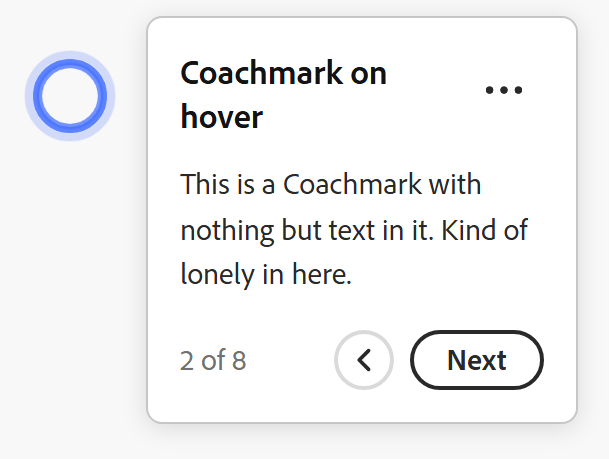 Coachmark on
hover
This is a Coachmark with
nothing but text in it. Kind of
lonely in here.
2 of 8
Next